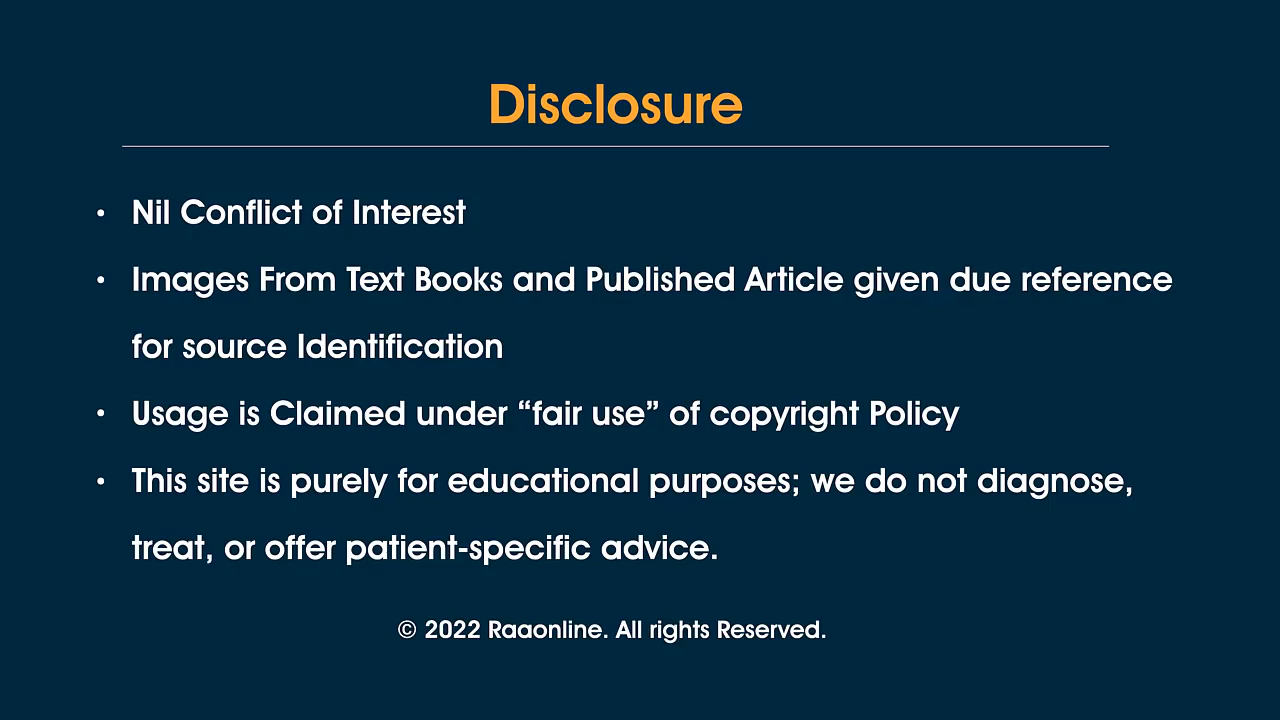 Disclosure
• Nil Conflict of Interest
• Images From Text Books and Published Article given due reference
for source Identification
• Usage is Claimed under “fair use” of copyright Policy
• This site is purely for educational purposes; we do not diagnose,
treat, or offer patient-specific advice.
© 2022 Raaonline. All rights Reserved.